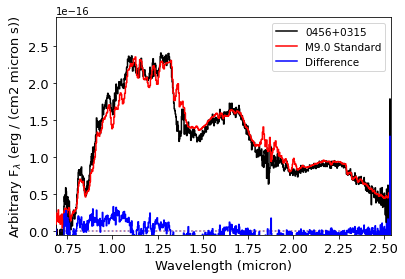 1e−16
0456+0315
M9.0 Standard
Difference
Arbitrary Fλ (erg / (cm2 micron s))
2.5
2.0
1.5
1.0
0.5
0.0
0.75 1.00 1.25 1.50 1.75 2.00 2.25 2.50
Wavelength (micron)